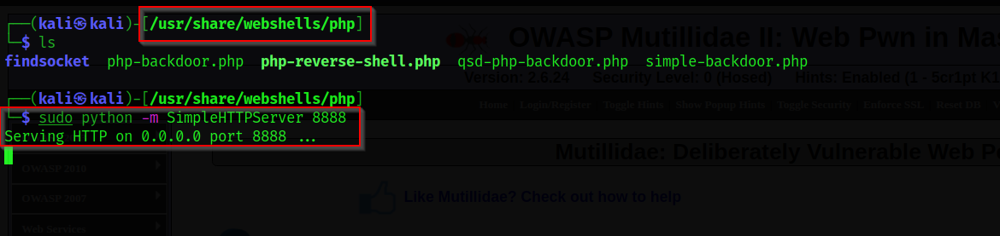 ┌──(kali㉿kali)-[/usr/share/webshells/php]
└─$ ls
findsocket php-backdoor.php php-reverse-shell.php qsd-php-backdoor.php simple-backdoor.php
┌──(kali㉿kali)-[/usr/share/webshells/php]
└─$ sudo python -m SimpleHTTPServer 8888
Serving HTTP on 0.0.0.0 port 8888 ...
OWASP Mutillidae II: Web Pwn in Ma
Version: 2.6.24 Security Level: 0 (Hosed) Hints: Enabled (1 - 5cr1pt K1
Home Login/Register Toggle Hints Show Popup Hints Toggle Security Enforce SSL Reset DB
Mutillidae: Deliberately Vulnerable Web P
OWASP 2010
OWASP 2007
Web Services
Like Mutillidae? Check out how to help